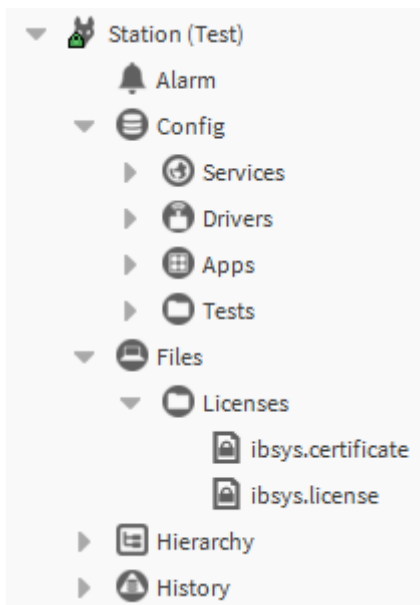 Station (Test)
Alarm
Config
Services
Drivers
Apps
Tests
Files
Licenses
ibsys.certificate
ibsys.license
Hierarchy
History